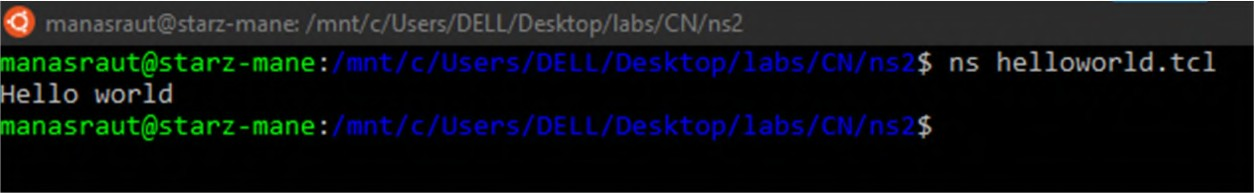 manasraut@starz-mane: /mnt/c/Users/DELL/Desktop/labs/CN/ns2
manasraut@starz-mane:/mnt/c/Users/DELL/Desktop/labs/CN/ns2$ ns helloworld.tcl
Hello world
manasraut@starz-mane:/mnt/c/Users/DELL/Desktop/labs/CN/ns2$